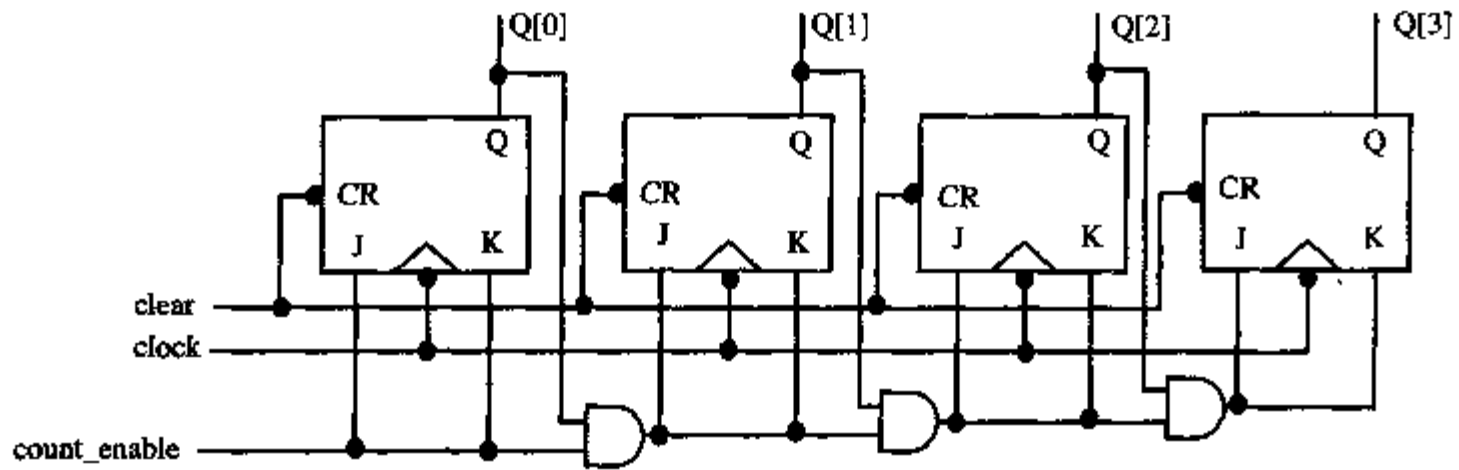 Q[0] Q[1] Q[2] Q[3]
Q Q Q Q
CR CR CR CR
J K J K J K J K
clear
clock
count_enable